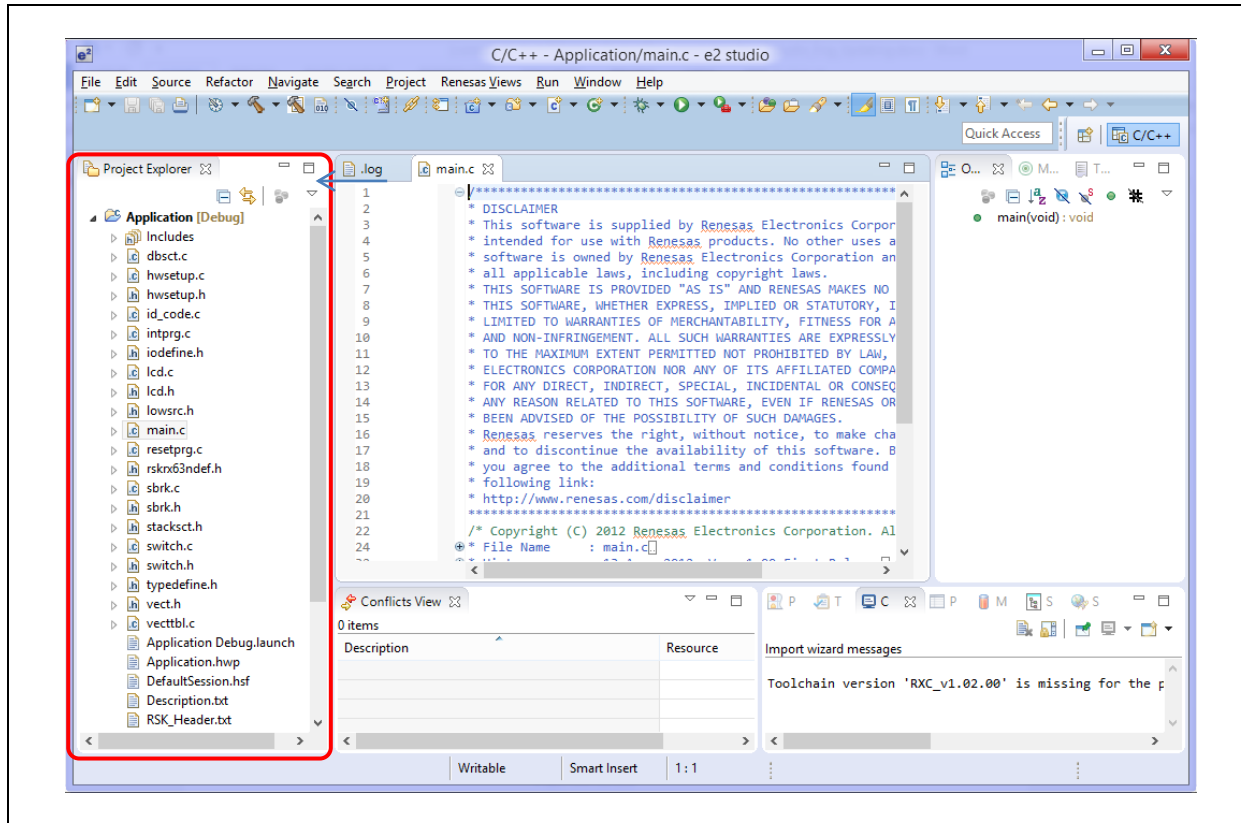 e²
C/C++ - Application/main.c - e2 studio
File Edit Source Refactor Navigate Search Project Renesas Views Run Window Help
Quick Access
C/C++
Project Explorer
Application [Debug]
Includes
dbsct.c
hwsetup.c
hwsetup.h
id_code.c
intprg.c
iodefine.h
lcd.c
lcd.h
lowsrc.h
main.c
resetprg.c
rskrx63ndef.h
sbrk.c
sbrk.h
stacksct.h
switch.c
switch.h
typedefine.h
vect.h
vecttbl.c
Application Debug.launch
Application.hwp
DefaultSession.hsf
Description.txt
RSK_Header.txt
.log main.c
1 /***********************************************************
2 * DISCLAIMER
3 * This software is supplied by Renesas Electronics Corpor
4 * intended for use with Renesas products. No other uses a
5 * software is owned by Renesas Electronics Corporation an
6 * all applicable laws, including copyright laws.
7 * THIS SOFTWARE IS PROVIDED "AS IS" AND RENESAS MAKES NO
8 * THIS SOFTWARE, WHETHER EXPRESS, IMPLIED OR STATUTORY, I
9 * LIMITED TO WARRANTIES OF MERCHANTABILITY, FITNESS FOR A
10 * AND NON-INFRINGEMENT. ALL SUCH WARRANTIES ARE EXPRESSLY
11 * TO THE MAXIMUM EXTENT PERMITTED NOT PROHIBITED BY LAW,
12 * ELECTRONICS CORPORATION NOR ANY OF ITS AFFILIATED COMPA
13 * FOR ANY DIRECT, INDIRECT, SPECIAL, INCIDENTAL OR CONSEQ
14 * ANY REASON RELATED TO THIS SOFTWARE, EVEN IF RENESAS OR
15 * BEEN ADVISED OF THE POSSIBILITY OF SUCH DAMAGES.
16 * Renesas reserves the right, without notice, to make cha
17 * and to discontinue the availability of this software. B
18 * you agree to the additional terms and conditions found
19 * following link:
20 * http://www.renesas.com/disclaimer
21 ***********************************************************
22 /* Copyright (C) 2012 Renesas Electronics Corporation. Al
24 * File Name : main.c
O... M... T...
main(void) : void
Conflicts View
0 items
Description Resource
P T C P M S S
Import wizard messages
Toolchain version 'RXC_v1.02.00' is missing for the p
Writable Smart Insert 1 : 1